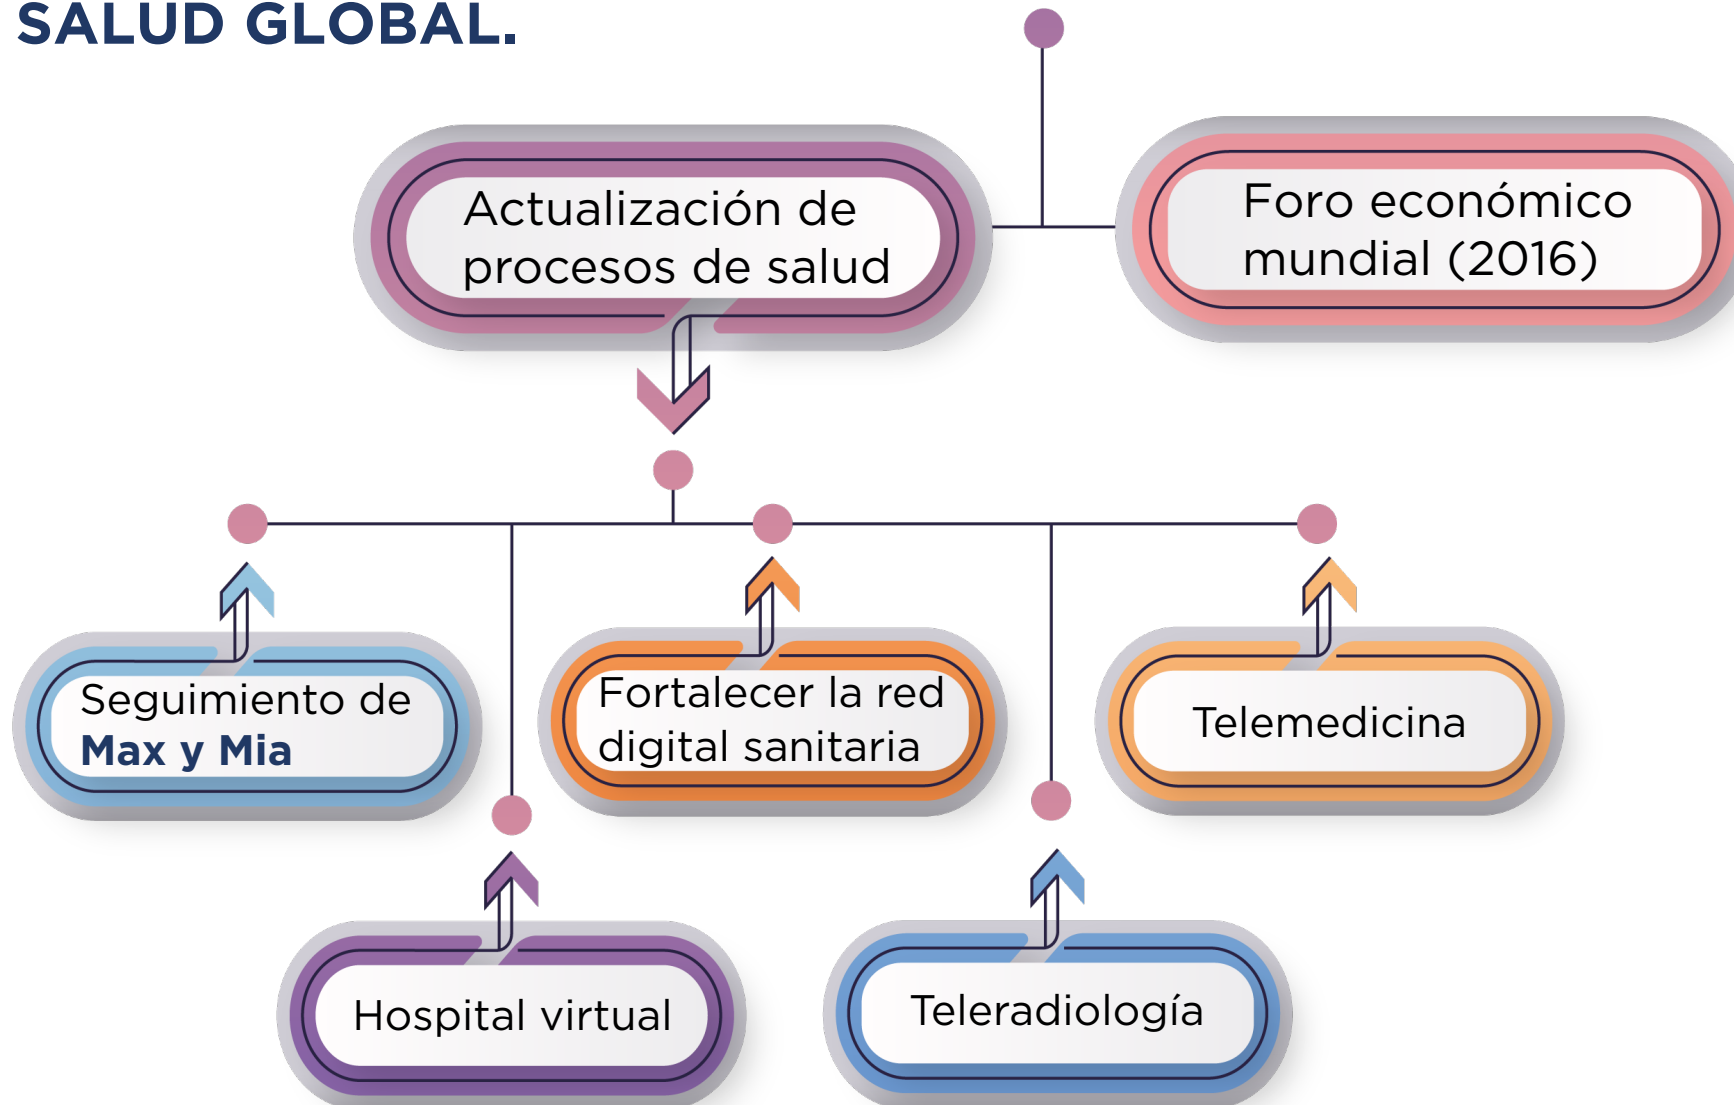 SALUD GLOBAL.
Actualización de
procesos de salud
Foro económico
mundial (2016)
Seguimiento de
Max y Mia
Fortalecer la red
digital sanitaria
Telemedicina
Hospital virtual
Teleradiología